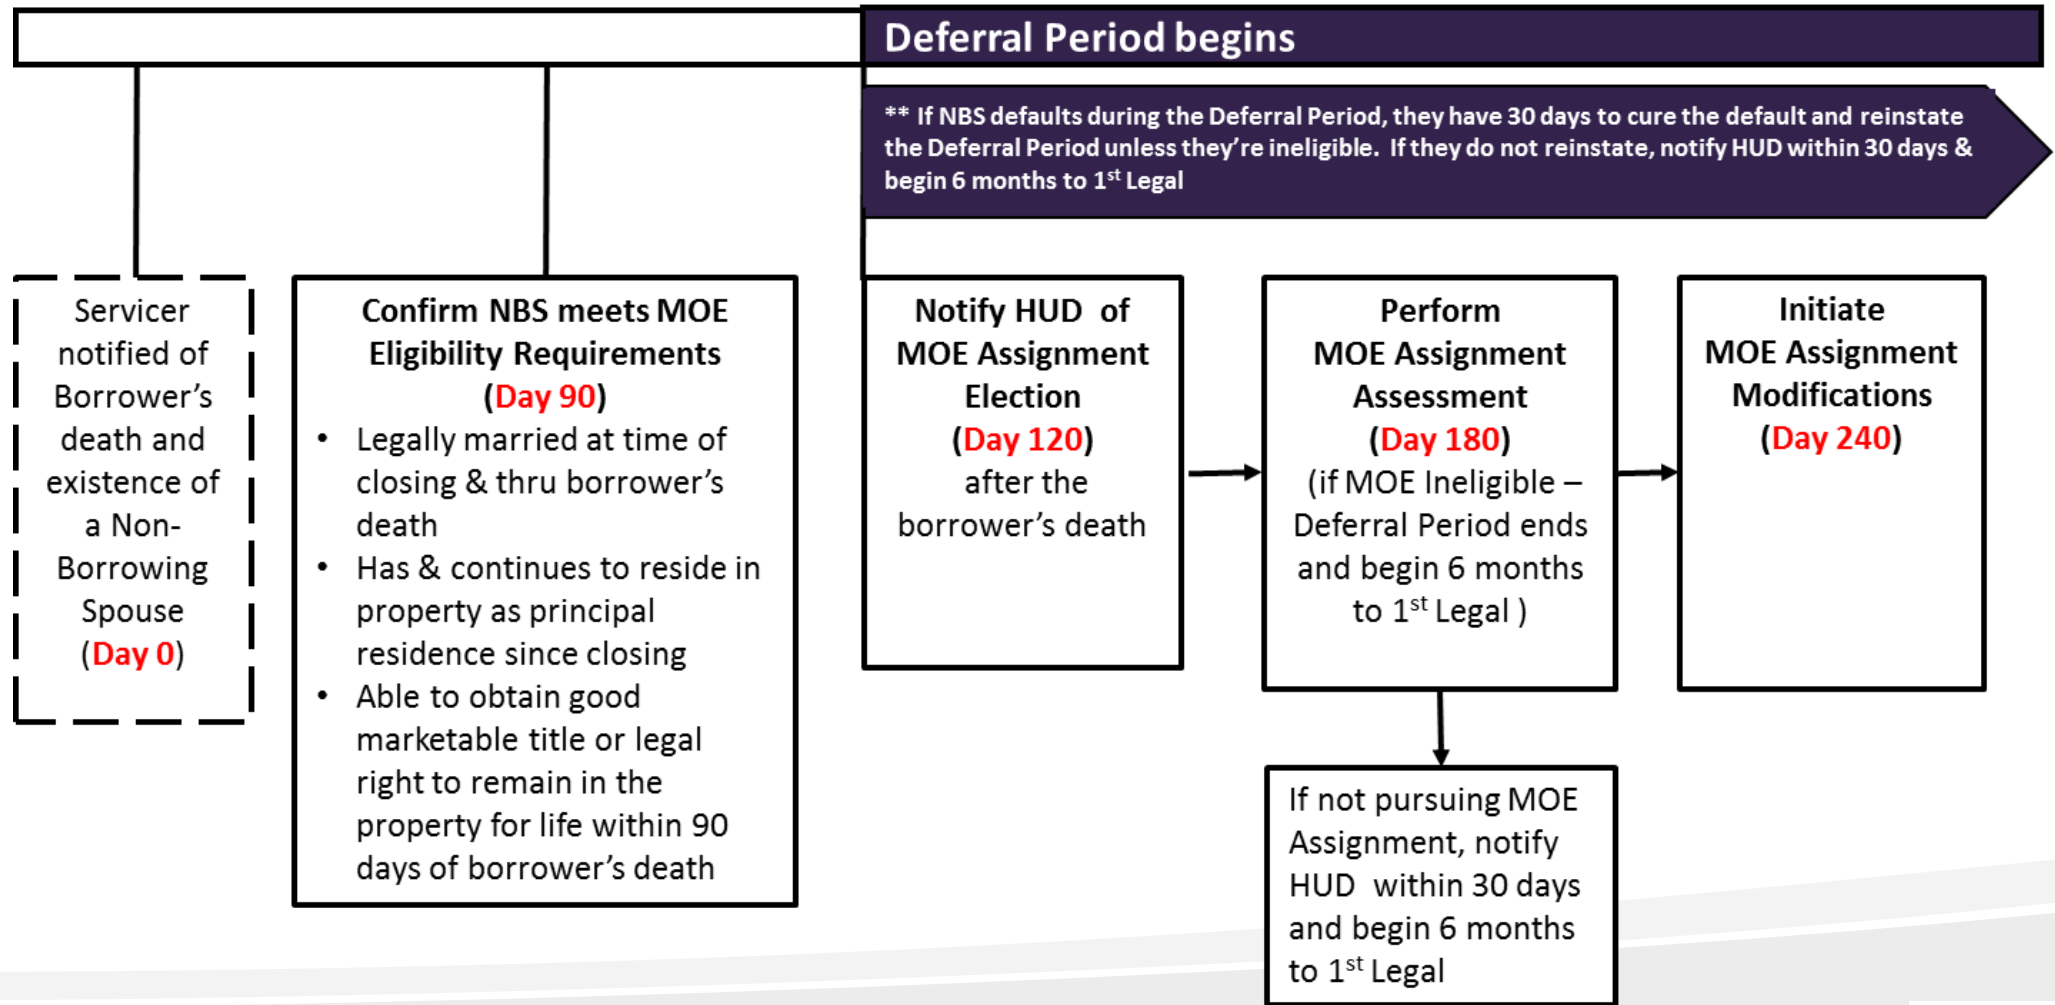 Deferral Period begins
** If NBS defaults during the Deferral Period, they have 30 days to cure the default and reinstate
the Deferral Period unless they’re ineligible. If they do not reinstate, notify HUD within 30 days &
begin 6 months to 1st Legal
Servicer
notified of
Borrower’s
death and
existence of
a Non-
Borrowing
Spouse
(Day 0)
Confirm NBS meets MOE
Eligibility Requirements
(Day 90)
• Legally married at time of
closing & thru borrower’s
death
• Has & continues to reside in
property as principal
residence since closing
• Able to obtain good
marketable title or legal
right to remain in the
property for life within 90
days of borrower’s death
Notify HUD of
MOE Assignment
Election
(Day 120)
after the
borrower’s death
Perform
MOE Assignment
Assessment
(Day 180)
(if MOE Ineligible –
Deferral Period ends
and begin 6 months
to 1st Legal )
Initiate
MOE Assignment
Modifications
(Day 240)
If not pursuing MOE
Assignment, notify
HUD within 30 days
and begin 6 months
to 1st Legal